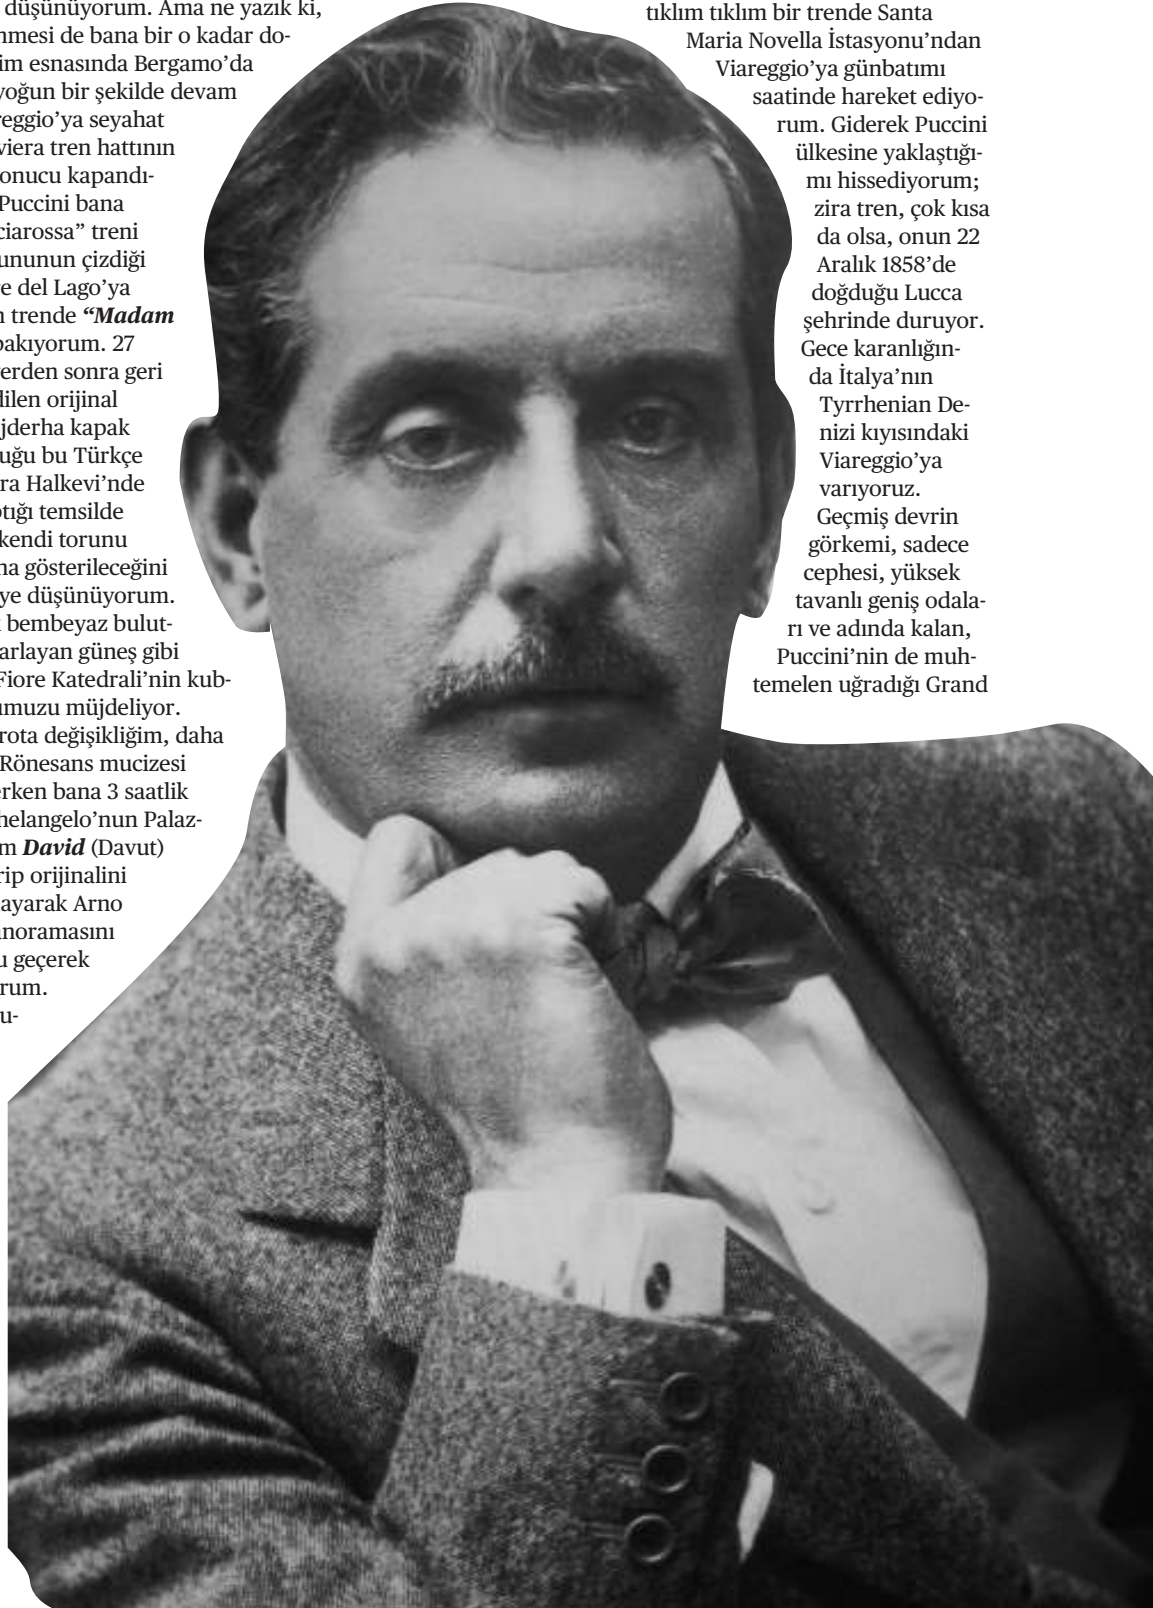 düşünüyorum. Ama ne yazık ki,
nmesi de bana bir o kadar do-
im esnasında Bergamo’da
yoğun bir şekilde devam
reggio’ya seyahat
viera tren hattının
onucu kapandı-
Puccini bana
ciarossa” treni
ununun çizdiği
e del Lago’ya
n trende “Madam
bakıyorum. 27
yerden sonra geri
dilen orijinal
jderha kapak
uğu bu Türkçe
ra Halkevi’nde
ptığı temsilde
kendi torunu
na gösterileceğini
ye düşünüyorum.
k bembeyaz bulut-
arlayan güneş gibi
Fiore Katedrali’nin kub-
ımuzu müjdeliyor.
rota değişikliğim, daha
Rönesans mucizesi
erken bana 3 saatlik
helangelo’nun Palaz-
m David (Davut)
rip orijinalini
layarak Arno
anoramasını
u geçerek
rum.
u-
tıklım tıklım bir trende Santa
Maria Novella İstasyonu’ndan
Viareggio’ya günbatımı
saatinde hareket ediyo-
rum. Giderek Puccini
ülkesine yaklaştığı-
mı hissediyorum;
zira tren, çok kısa
da olsa, onun 22
Aralık 1858’de
doğduğu Lucca
şehrinde duruyor.
Gece karanlığın-
da İtalya’nın
Tyrrhenian De-
nizi kıyısındaki
Viareggio’ya
varıyoruz.
Geçmiş devrin
görkemi, sadece
cephesi, yüksek
tavanlı geniş odala-
rı ve adında kalan,
Puccini’nin de muh-
temelen uğradığı Grand